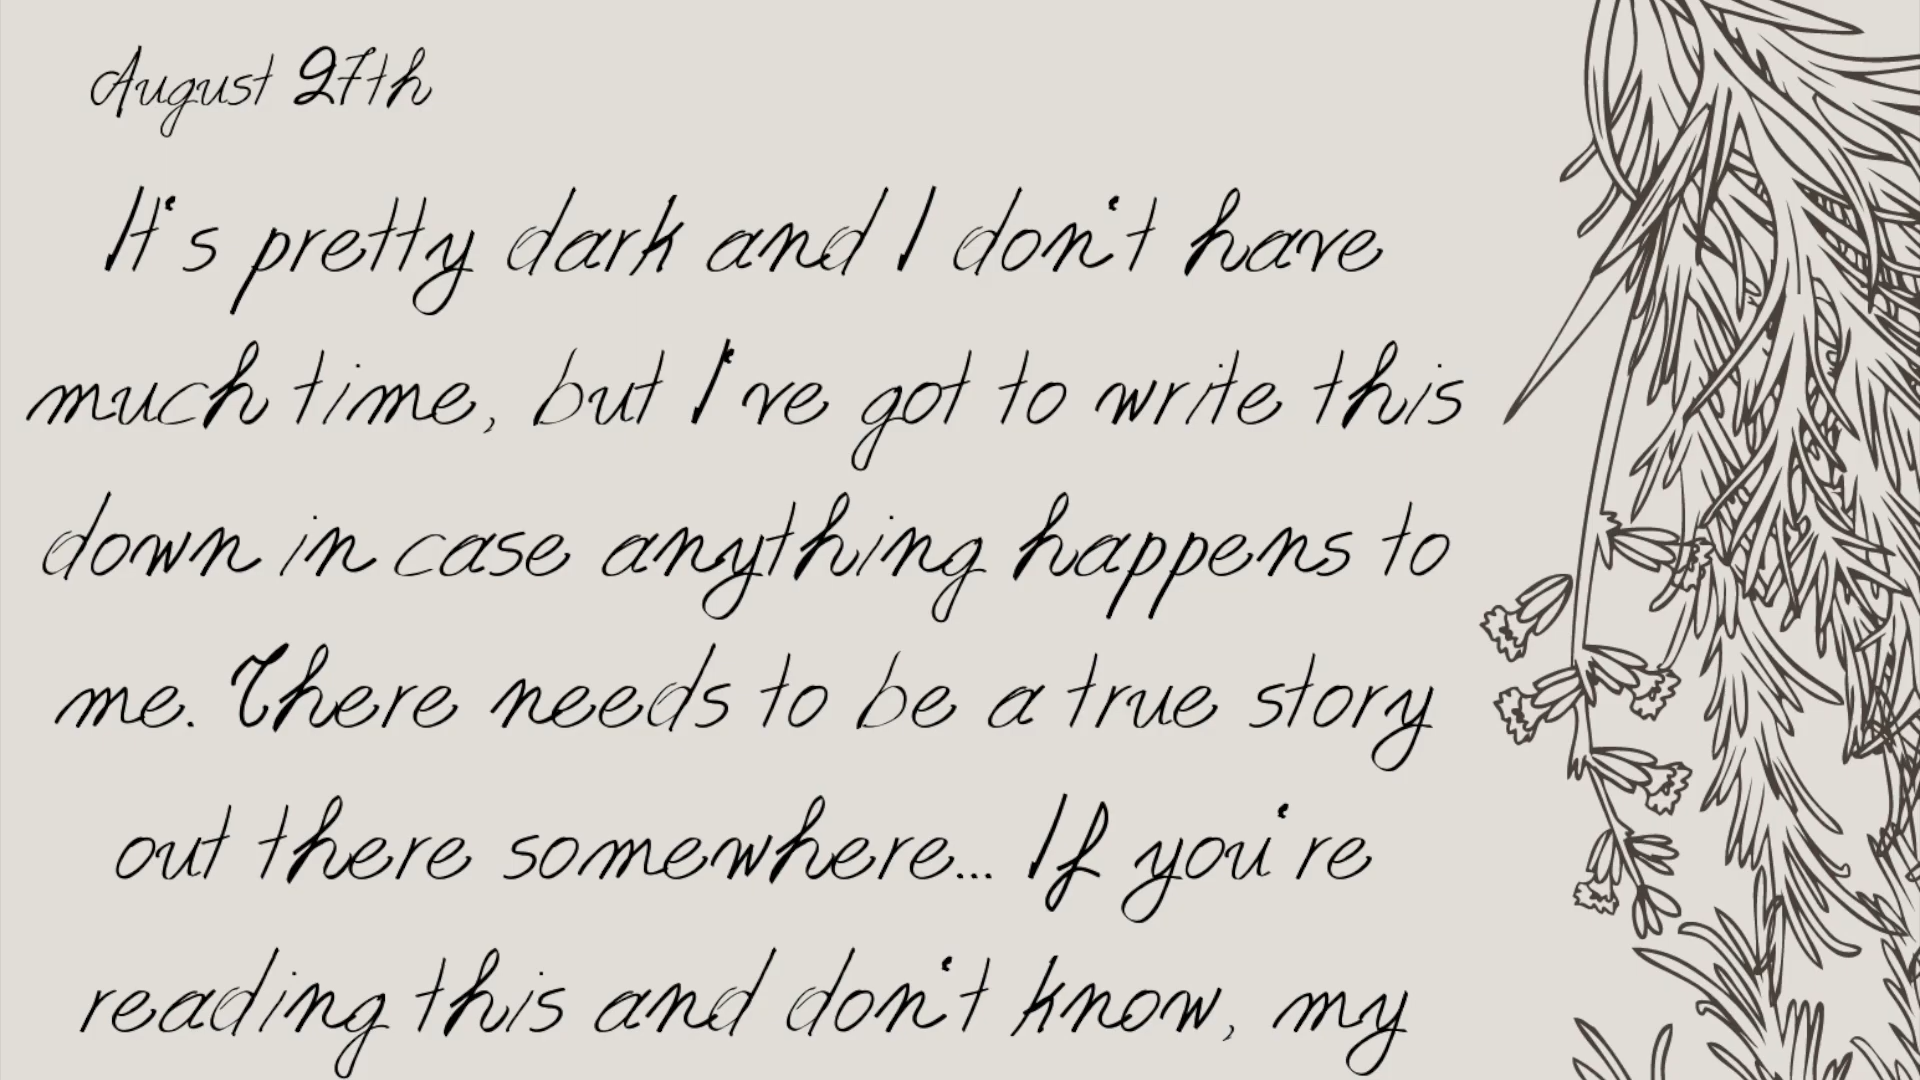 August 27th
It's pretty dark and I don't have
much time, but I've got to write this
down in case anything happens to
me. There needs to be a true story
out there somewhere... If you're
reading this and don't know, my